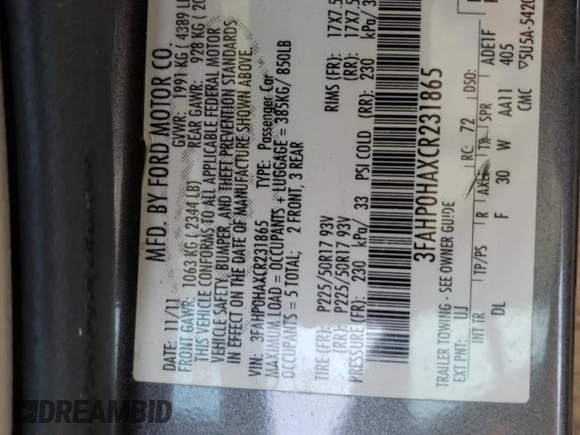 MFD. BY FORD MOTOR CO.
DATE: 11/11 GVWR: 1991 KG ( 4389 LB
FRONT GAWR: 1063 KG ( 2344 LB) REAR GAWR: 928 KG ( 20
THIS VEHICLE CONFORMS TO ALL APPLICABLE FEDERAL MOTOR
VEHICLE SAFETY, BUMPER, AND THEFT PREVENTION STANDARDS
IN EFFECT ON THE DATE OF MANUFACTURE SHOWN ABOVE.
VIN: 3FAHP0HAXCR231865 TYPE: Passenger Car
MAXIMUM LOAD = OCCUPANTS + LUGGAGE = 385KG/ 850LB
OCCUPANTS = 5 TOTAL; 2 FRONT, 3 REAR
TIRE (FR): P225/50R17 93V RIMS (FR): 17X7.5
P225/50R17 93V 17X7.5
PRESSURE (FR): 230 kPa/ 33 PSI COLD (RR): 230 kPa/ 3
3FAHP0HAXCR231865
TRAILER TOWING - SEE OWNER GUIDE
EXT PNT: UJ RC: 72 DSO:
INT TR TP/PS R AXLE TR SPR ADE1F
DL F 30 W AA11 405
CMC ▽5U5A-5420
DREAMBID